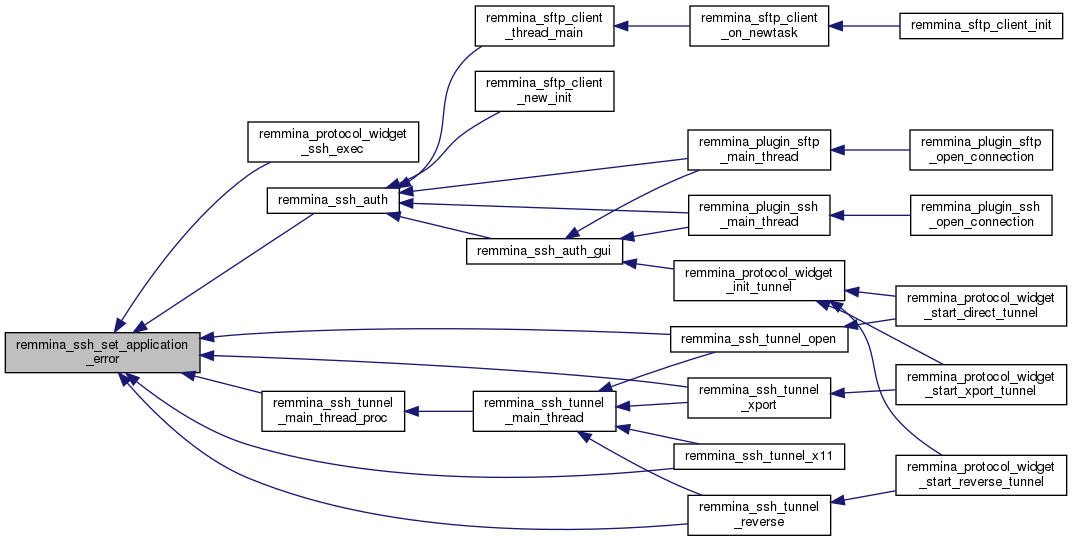 remmina_sftp_client
_thread_main
remmina_sftp_client
_on_newtask
remmina_sftp_client_init
remmina_sftp_client
_new_init
remmina_protocol_widget
_ssh_exec
remmina_plugin_sftp
_main_thread
remmina_plugin_sftp
_open_connection
remmina_ssh_auth
remmina_plugin_ssh
_main_thread
remmina_plugin_ssh
_open_connection
remmina_ssh_auth_gui
remmina_protocol_widget
_init_tunnel
remmina_protocol_widget
_start_direct_tunnel
remmina_ssh_set_application
_error
remmina_ssh_tunnel_open
remmina_ssh_tunnel
_xport
remmina_protocol_widget
_start_xport_tunnel
remmina_ssh_tunnel
_main_thread_proc
remmina_ssh_tunnel
_main_thread
remmina_ssh_tunnel_x11
remmina_protocol_widget
_start_reverse_tunnel
remmina_ssh_tunnel
_reverse